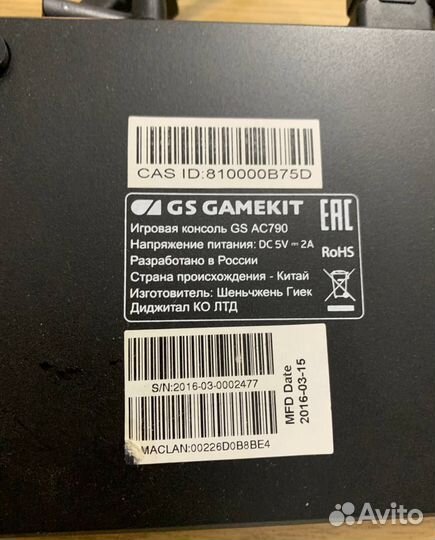 CAS ID:810000B75D
GS GAMEKIT
Игровая консоль GS AC790
Напряжение питания: DC 5V ⎓ 2A
Разработано в России
Страна происхождения - Китай
Изготовитель: Шеньчжень Гиек
Диджитал КО ЛТД
EAC
RoHS
S/N:2016-03-0002477
MACLAN:00226D0B8BE4
MFD Date
2016-03-15
Avito